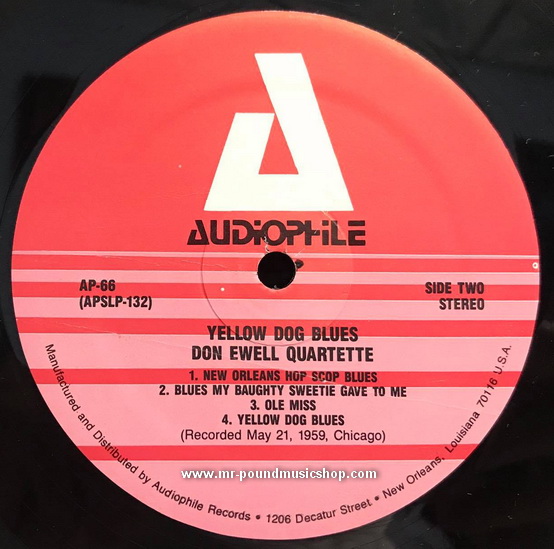 AUDIOPHILE
AP-66
(APSLP-132)
SIDE TWO
STEREO
YELLOW DOG BLUES
DON EWELL QUARTETTE
1. NEW ORLEANS HOP SCOP BLUES
2. BLUES MY BAUGHTY SWEETIE GAVE TO ME
3. OLE MISS
4. YELLOW DOG BLUES
(Recorded May 21, 1959, Chicago)
www.mr-poundmusicshop.com
Manufactured and Distributed by Audiophile Records • 1206 Decatur Street • New Orleans, Louisiana 70116 U.S.A.